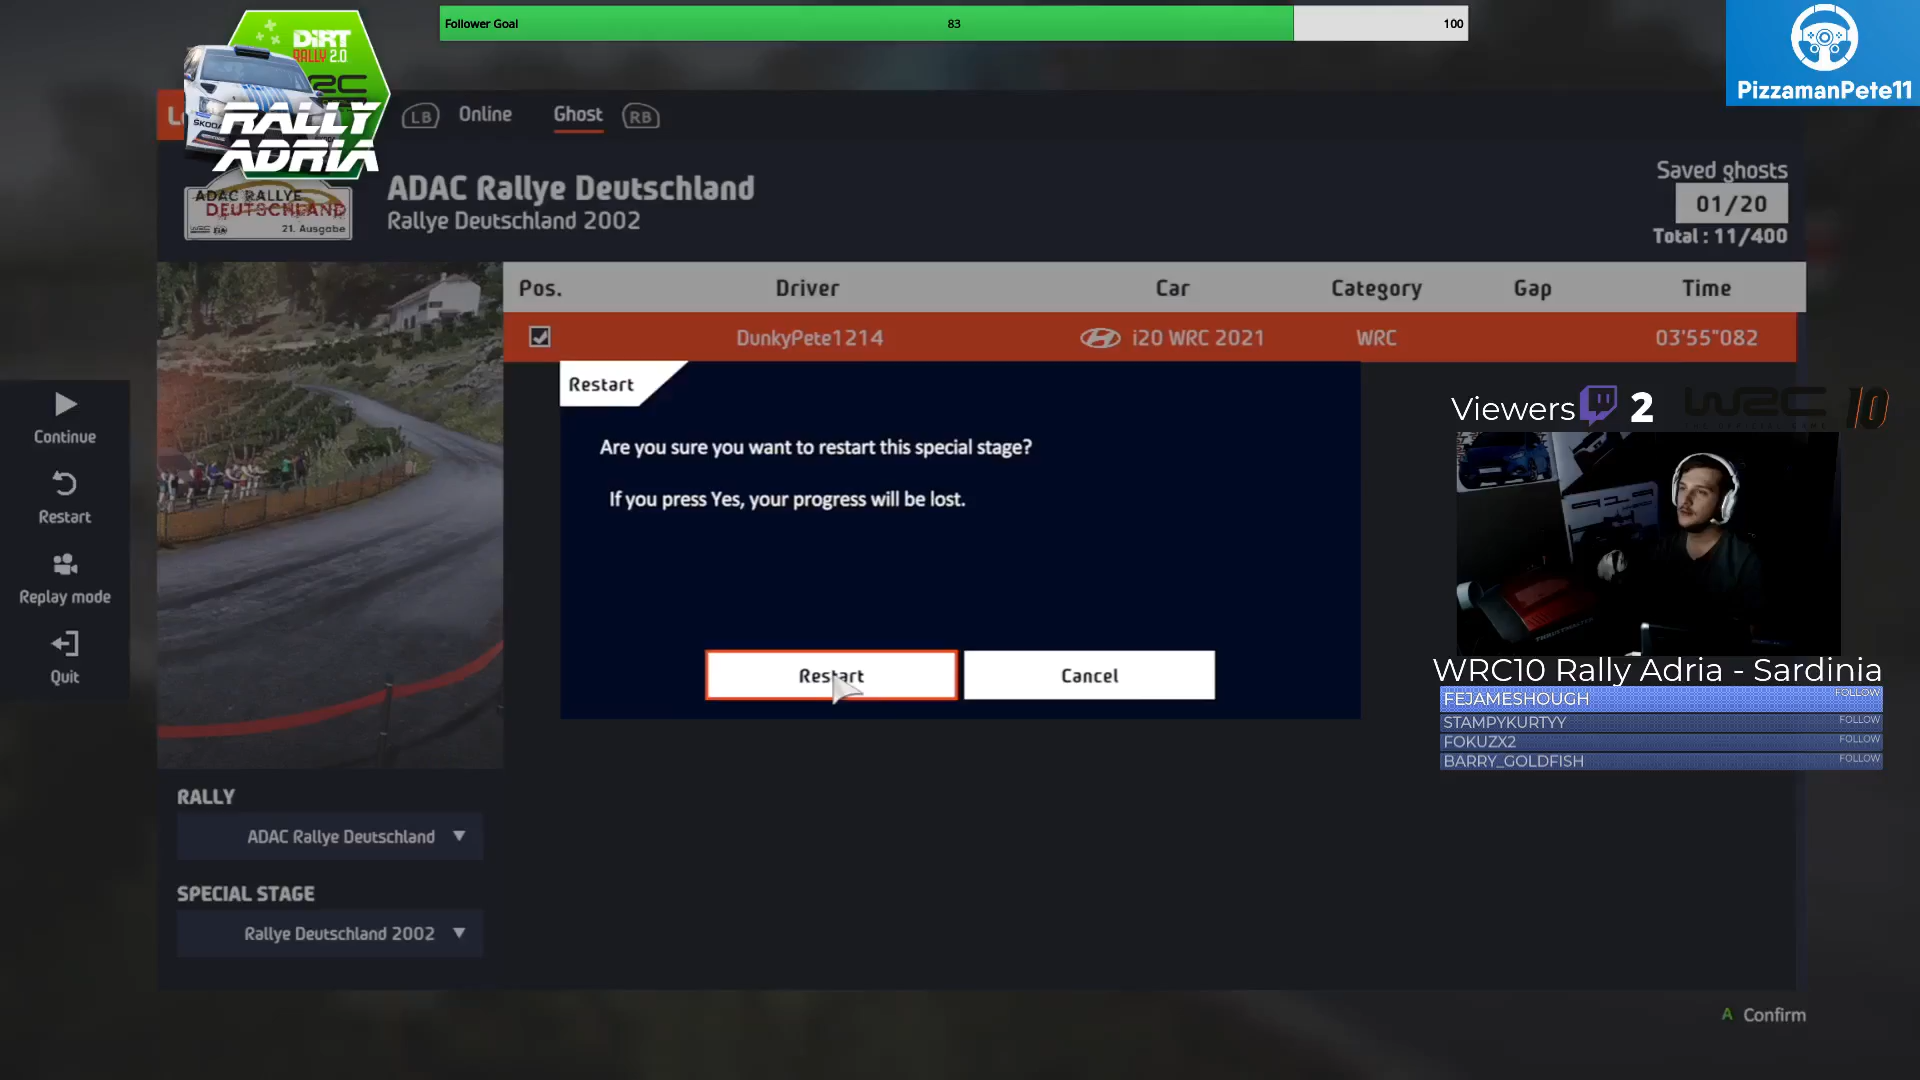 Follower Goal 83 100
PizzamanPete11
DiRT
RALLY 2.0
RALLY
ADRIA
ŠKODA
LB Online Ghost RB
ADAC RALLYE
DEUTSCHLAND
21. Ausgabe
ADAC Rallye Deutschland
Rallye Deutschland 2002
Saved ghosts
01/20
Total : 11/400
Pos. Driver Car Category Gap Time
DunkyPete1214 i20 WRC 2021 WRC 03'55"082
Continue
Restart
Replay mode
Quit
Restart
Are you sure you want to restart this special stage?
If you press Yes, your progress will be lost.
Restart Cancel
Viewers 2
WRC 10
WRC10 Rally Adria - Sardinia
FEJAMESHOUGH FOLLOW
STAMPYKURTYY FOLLOW
FOKUZX2 FOLLOW
BARRY_GOLDFISH FOLLOW
RALLY
ADAC Rallye Deutschland
SPECIAL STAGE
Rallye Deutschland 2002
A Confirm